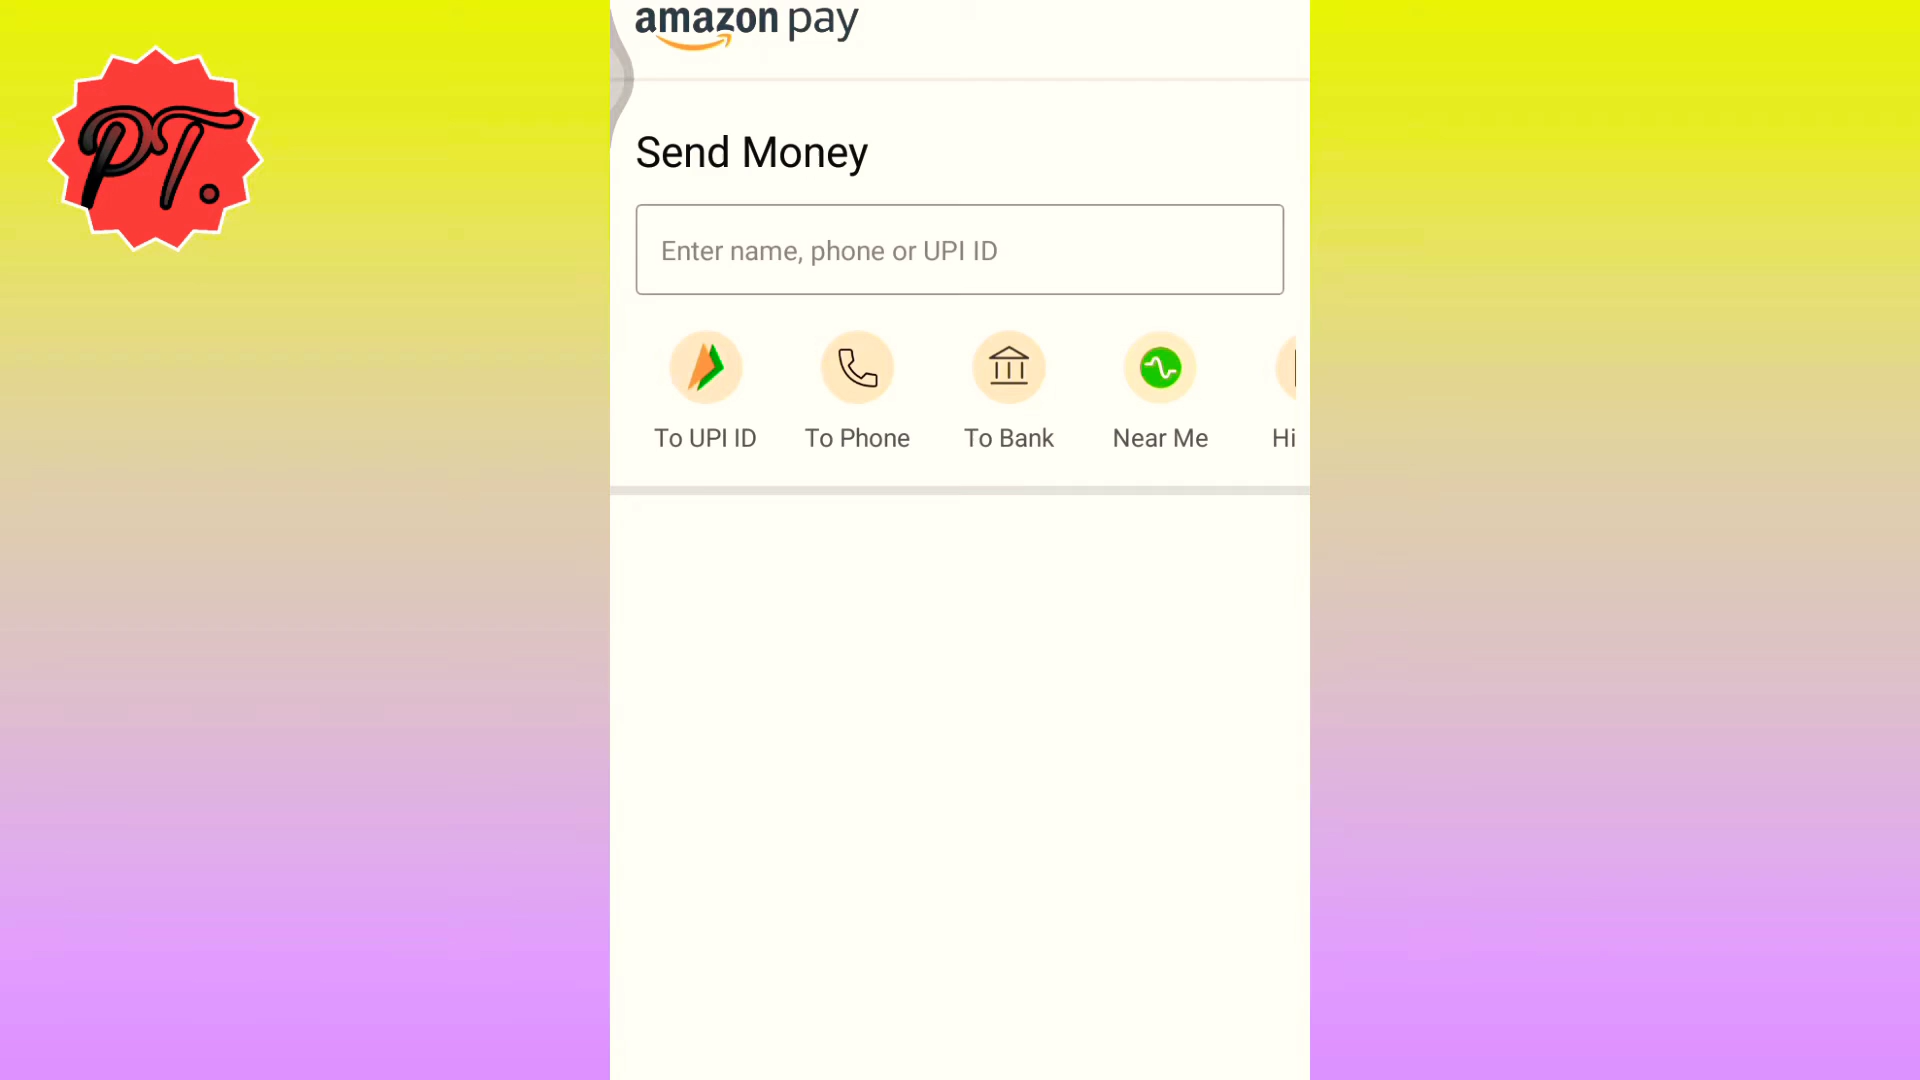 PT.
amazon pay
Send Money
Enter name, phone or UPI ID
To UPI ID To Phone To Bank Near Me Hi